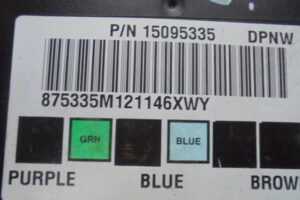 P/N 15095335 DPNW
875335M121146XWY
GRN BLUE
PURPLE BLUE BROW